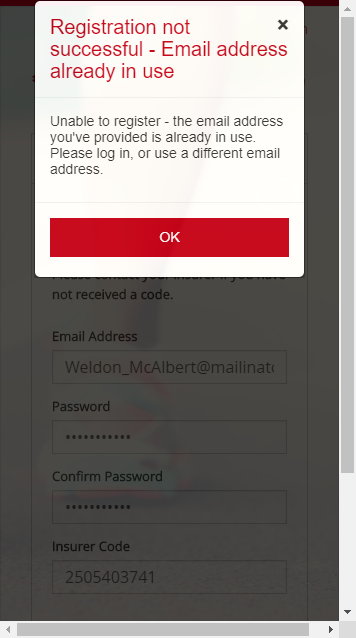 Registration not
successful - Email address
already in use
×
Unable to register - the email address
you've provided is already in use.
Please log in, or use a different email
address.
OK
Please contact your insurer if you have
not received a code.
Email Address
Weldon_McAlbert@mailinato
Password
•••••••••••
Confirm Password
•••••••••••
Insurer Code
2505403741